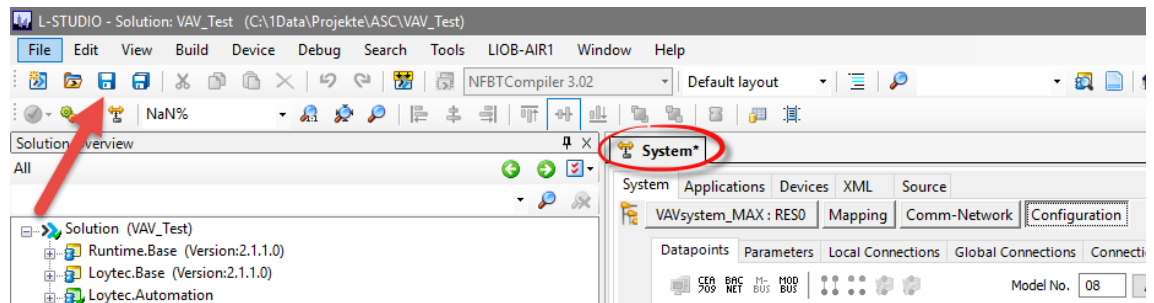 L-STUDIO - Solution: VAV_Test (C:\1Data\Projekte\ASC\VAV_Test)
File Edit View Build Device Debug Search Tools LIOB-AIR1 Window Help
NFBTCompiler 3.02 Default layout
NaN%
Solution Overview
System*
All
System Applications Devices XML Source
VAVsystem_MAX : RES0 Mapping Comm-Network Configuration
Solution (VAV_Test)
Runtime.Base (Version:2.1.1.0)
Datapoints Parameters Local Connections Global Connections Connecti
Loytec.Base (Version:2.1.1.0)
CEA 709 BAC NET M- BUS MOD BUS Model No. 08
Loytec.Automation